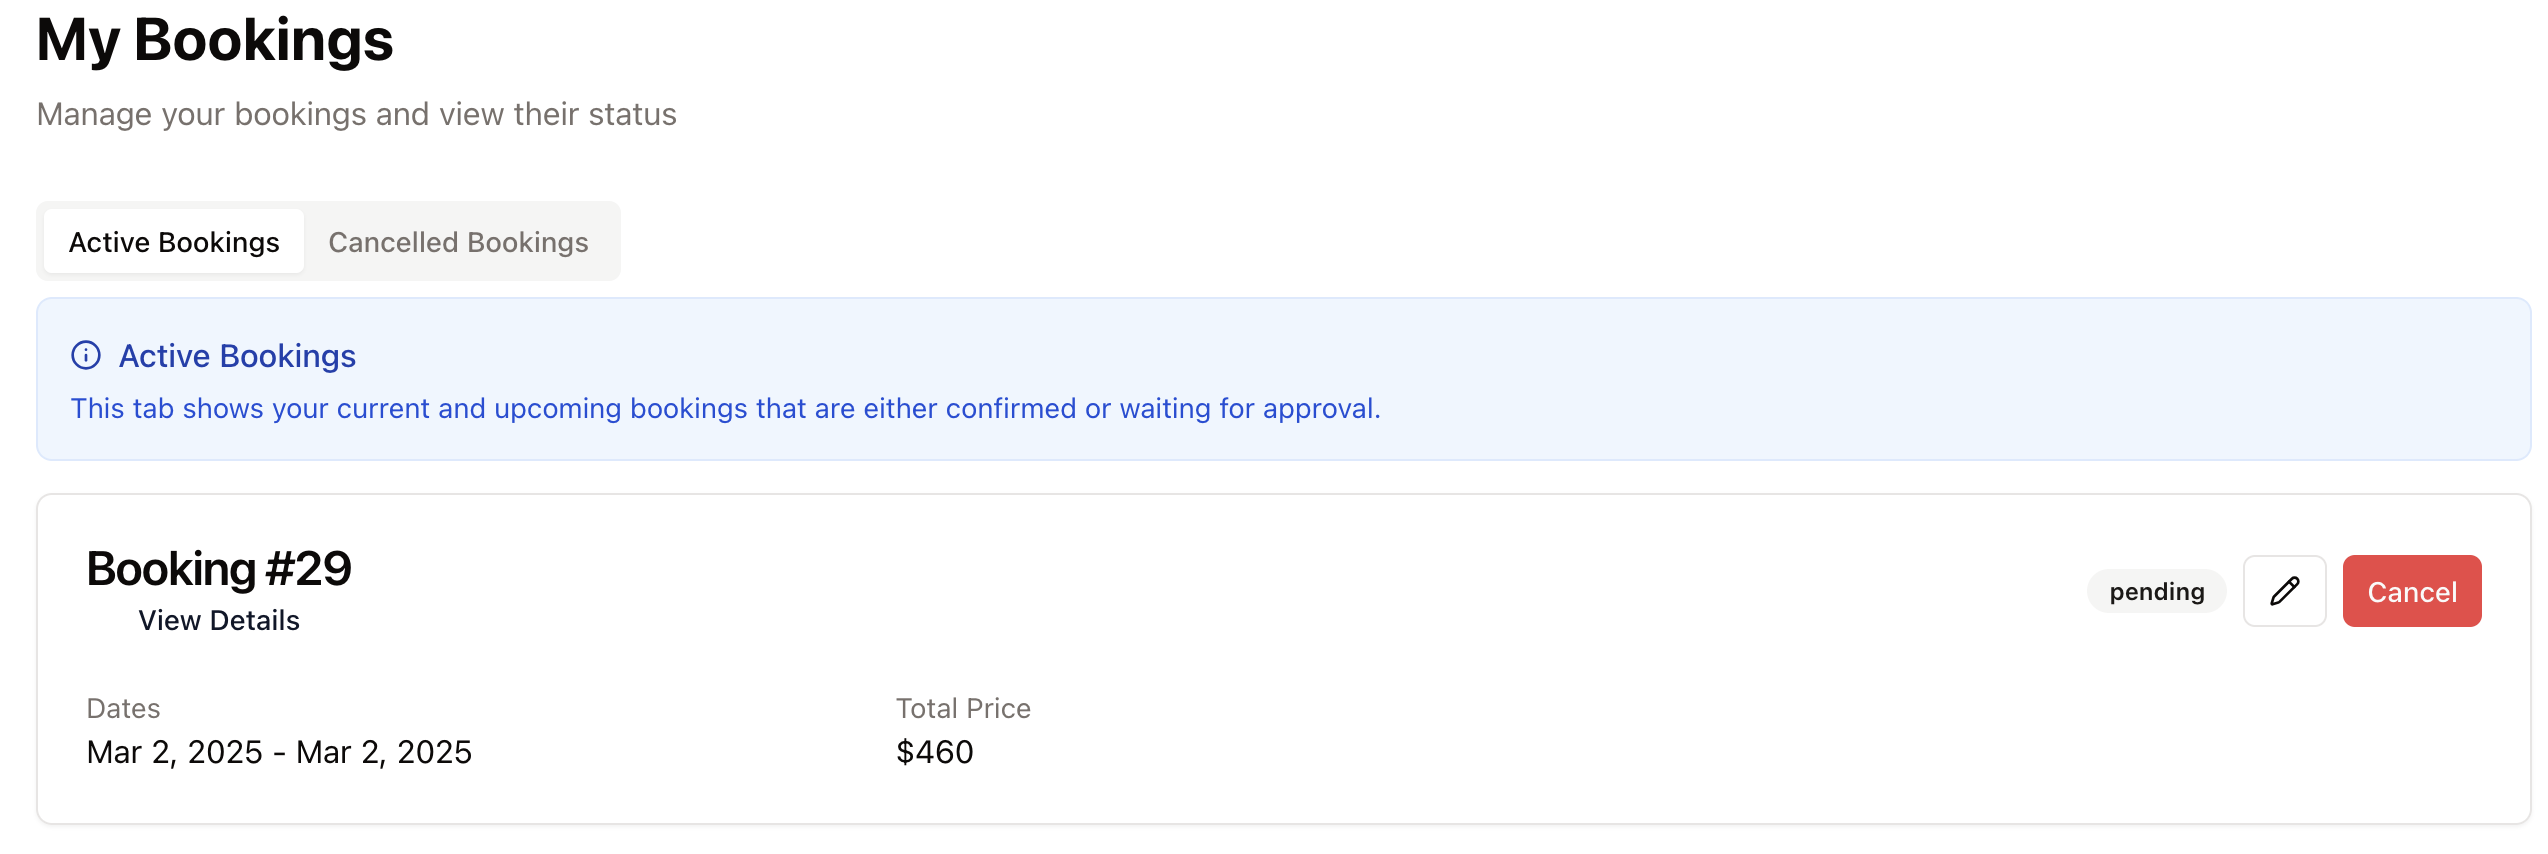 My Bookings
Manage your bookings and view their status
Active Bookings Cancelled Bookings
Active Bookings
This tab shows your current and upcoming bookings that are either confirmed or waiting for approval.
Booking #29
View Details
pending
Cancel
Dates
Mar 2, 2025 - Mar 2, 2025
Total Price
$460